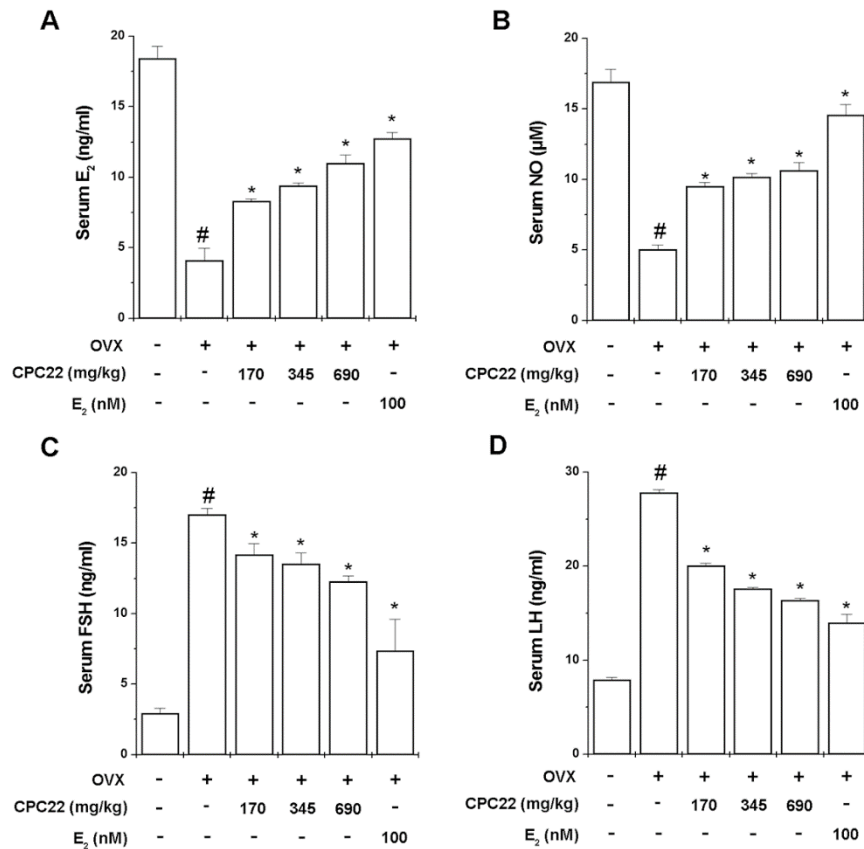 A
20
15
10
5
0
Serum E₂ (ng/ml)
#
*
*
*
*
OVX - + + + + +
CPC22 (mg/kg) - - 170 345 690 -
E₂ (nM) - - - - - 100
B
20
15
10
5
0
Serum NO (µM)
#
*
*
*
*
OVX - + + + + +
CPC22 (mg/kg) - - 170 345 690 -
E₂ (nM) - - - - - 100
C
20
15
10
5
0
Serum FSH (ng/ml)
#
*
*
*
*
OVX - + + + + +
CPC22 (mg/kg) - - 170 345 690 -
E₂ (nM) - - - - - 100
D
30
20
10
0
Serum LH (ng/ml)
#
*
*
*
*
OVX - + + + + +
CPC22 (mg/kg) - - 170 345 690 -
E₂ (nM) - - - - - 100